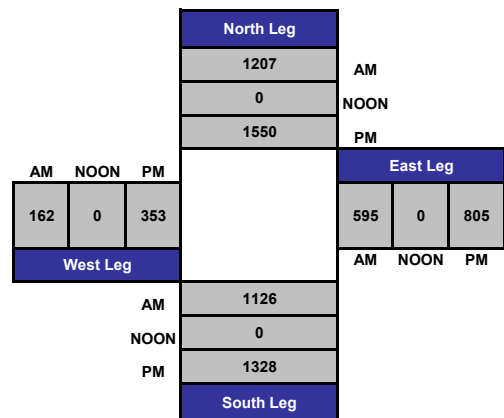 North Leg
1207 AM
0 NOON
1550 PM
AM NOON PM
East Leg
162 0 353
595 0 805
West Leg
AM NOON PM
AM 1126
NOON 0
PM 1328
South Leg